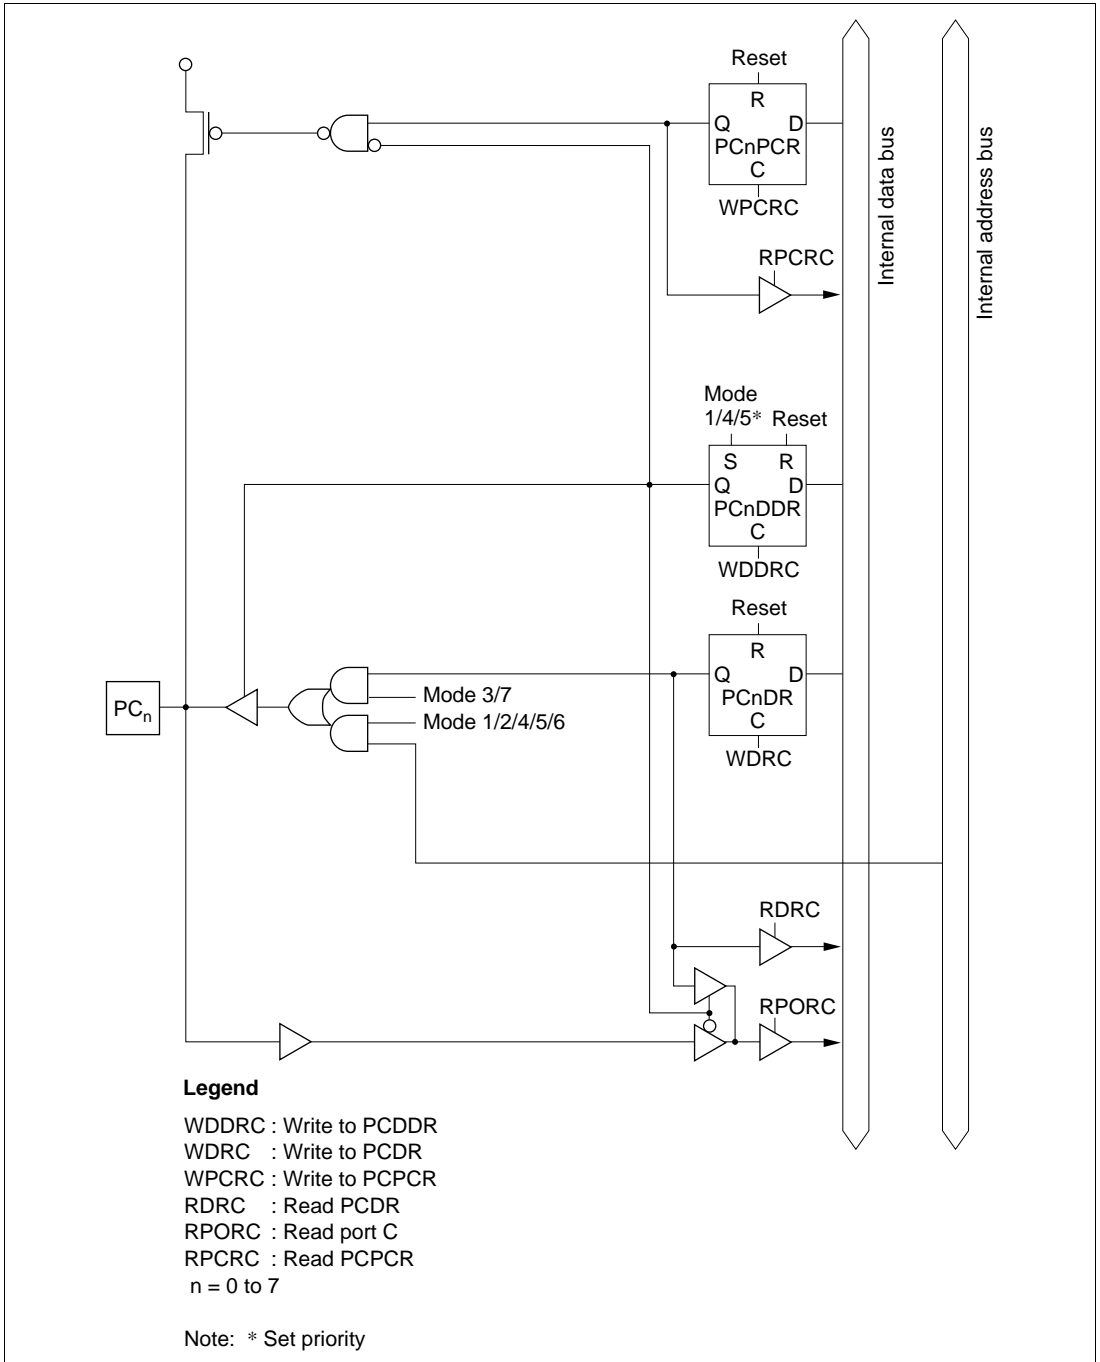 Reset
R
Q D
PCnPCR
C
WPCRC
RPCRC
Internal data bus
Internal address bus
Mode
1/4/5* Reset
S R
Q D
PCnDDR
C
WDDRC
Reset
R
Q D
PCnDR
C
WDRC
PCn
Mode 3/7
Mode 1/2/4/5/6
RDRC
RPORC
Legend
WDDRC : Write to PCDDR
WDRC : Write to PCDR
WPCRC : Write to PCPCR
RDRC : Read PCDR
RPORC : Read port C
RPCRC : Read PCPCR
n = 0 to 7
Note: * Set priority